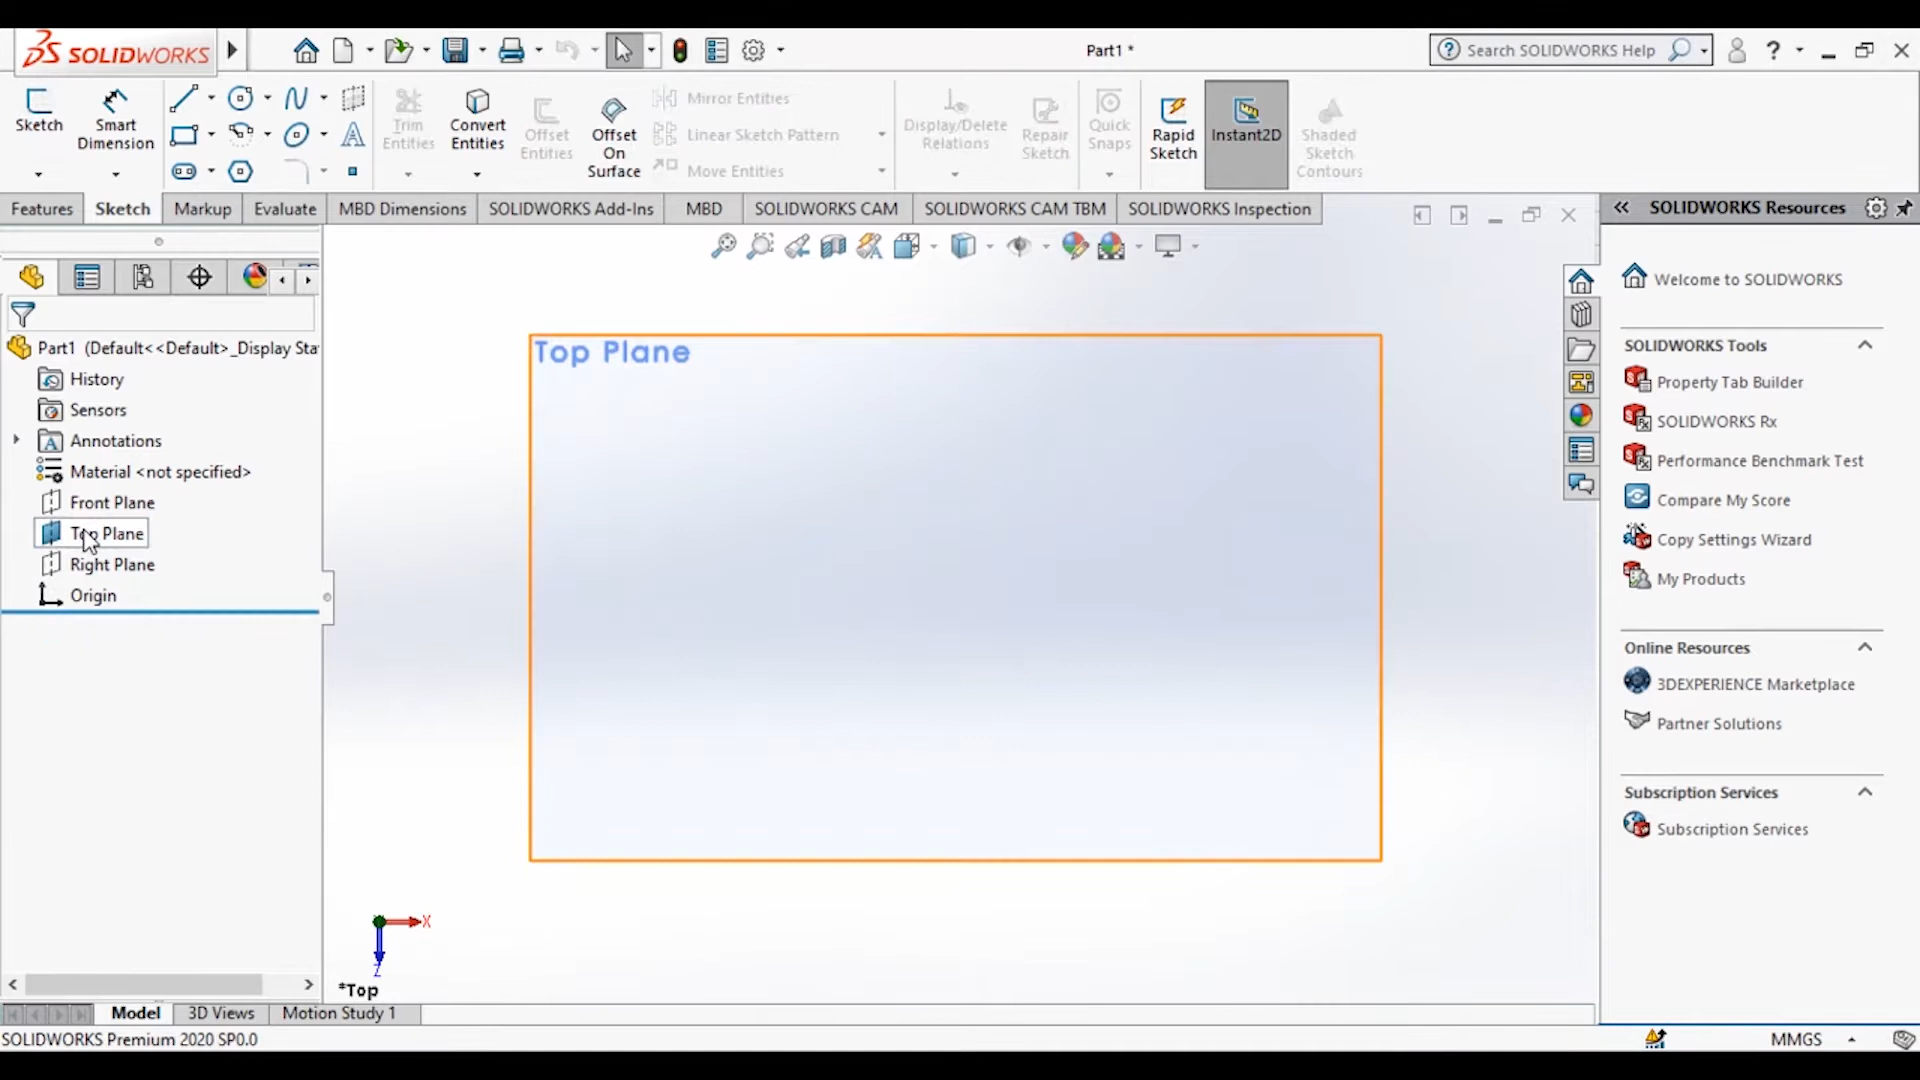 SOLIDWORKS
Part1 *
Search SOLIDWORKS Help
?
Sketch
Smart Dimension
Trim Entities
Convert Entities
Offset Entities
Offset On Surface
Mirror Entities
Linear Sketch Pattern
Move Entities
Display/Delete Relations
Repair Sketch
Quick Snaps
Rapid Sketch
Instant2D
Shaded Sketch Contours
Features
Sketch
Markup
Evaluate
MBD Dimensions
SOLIDWORKS Add-Ins
MBD
SOLIDWORKS CAM
SOLIDWORKS CAM TBM
SOLIDWORKS Inspection
SOLIDWORKS Resources
Part1 (Default<<Default>_Display Sta
History
Sensors
Annotations
Material <not specified>
Front Plane
Top Plane
Right Plane
Origin
Top Plane
X
Z
*Top
Welcome to SOLIDWORKS
SOLIDWORKS Tools
Property Tab Builder
SOLIDWORKS Rx
Performance Benchmark Test
Compare My Score
Copy Settings Wizard
My Products
Online Resources
3DEXPERIENCE Marketplace
Partner Solutions
Subscription Services
Subscription Services
Model
3D Views
Motion Study 1
SOLIDWORKS Premium 2020 SP0.0
MMGS